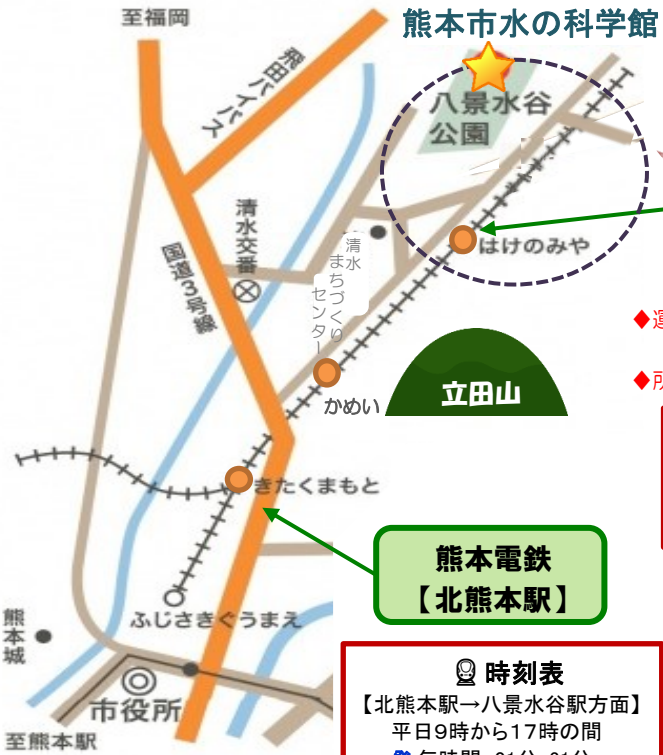 至福岡
熊本市水の科学館
飛田バイパス
八景水谷
公園
清水交番
国道3号線
清水
まちづくり
センター
はけのみや
◆
◆
立田山
かめい
きたくまもと
熊本電鉄
【北熊本駅】
ふじさきぐうまえ
熊本城
市役所
至熊本駅
時刻表
【北熊本駅→八景水谷駅方面】
平日9時から17時の間